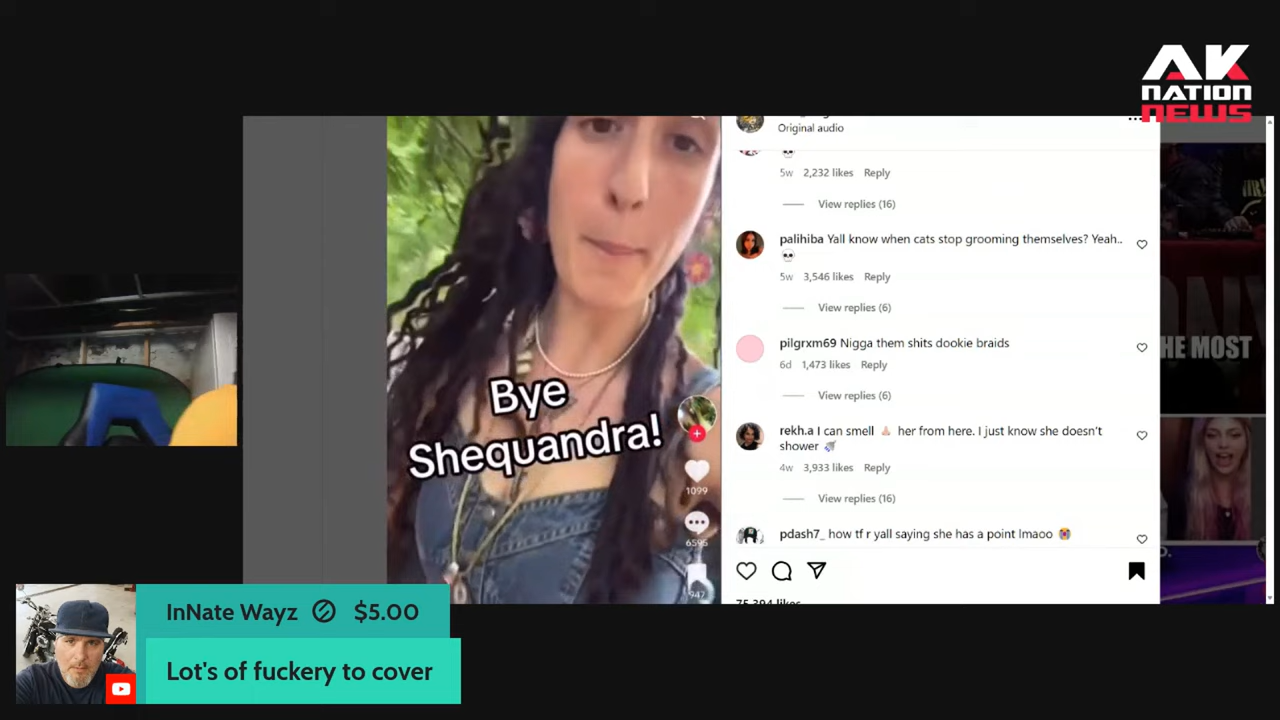 AK
NATION
NEWS
Original audio
5w 2,232 likes Reply
View replies (16)
palihiba Yall know when cats stop grooming themselves? Yeah..
5w 3,546 likes Reply
View replies (6)
pilgrxm69 Nigga them shits dookie braids
6d 1,473 likes Reply
View replies (6)
rekh.a I can smell her from here. I just know she doesn't
shower
4w 3,933 likes Reply
View replies (16)
pdash7_ how tf r yall saying she has a point lmaoo
Bye
Shequandra!
1099
6595
947
HE MOST
InNate Wayz $5.00
Lot's of fuckery to cover